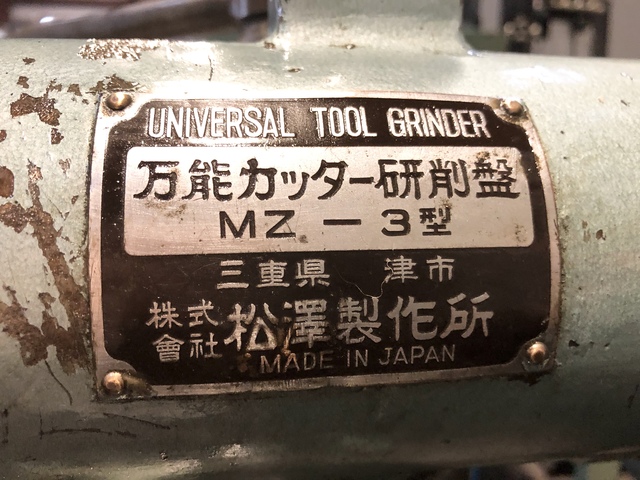 UNIVERSAL TOOL GRINDER
万能カッター研削盤
MZ－3型
三重県 津市
株式會社 松澤製作所
MADE IN JAPAN